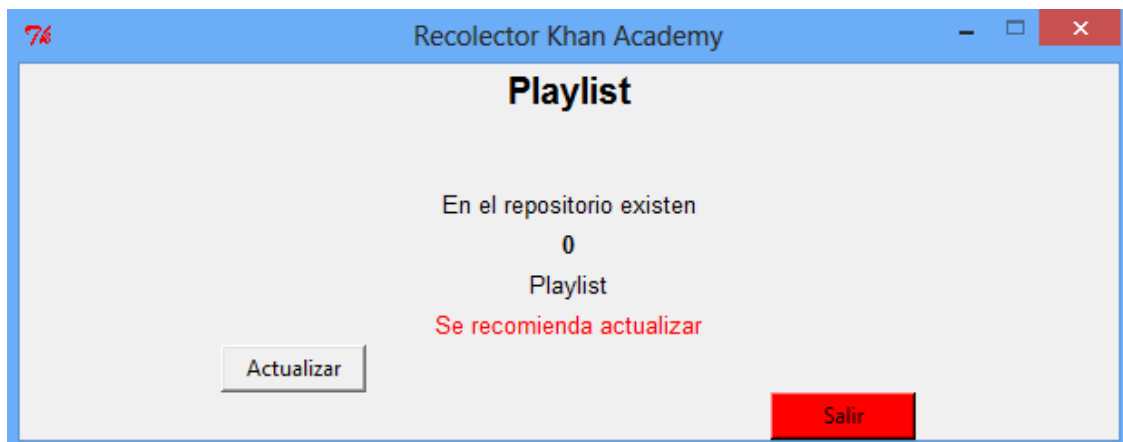 Recolector Khan Academy
Playlist
En el repositorio existen
0
Playlist
Se recomienda actualizar
Actualizar
Salir